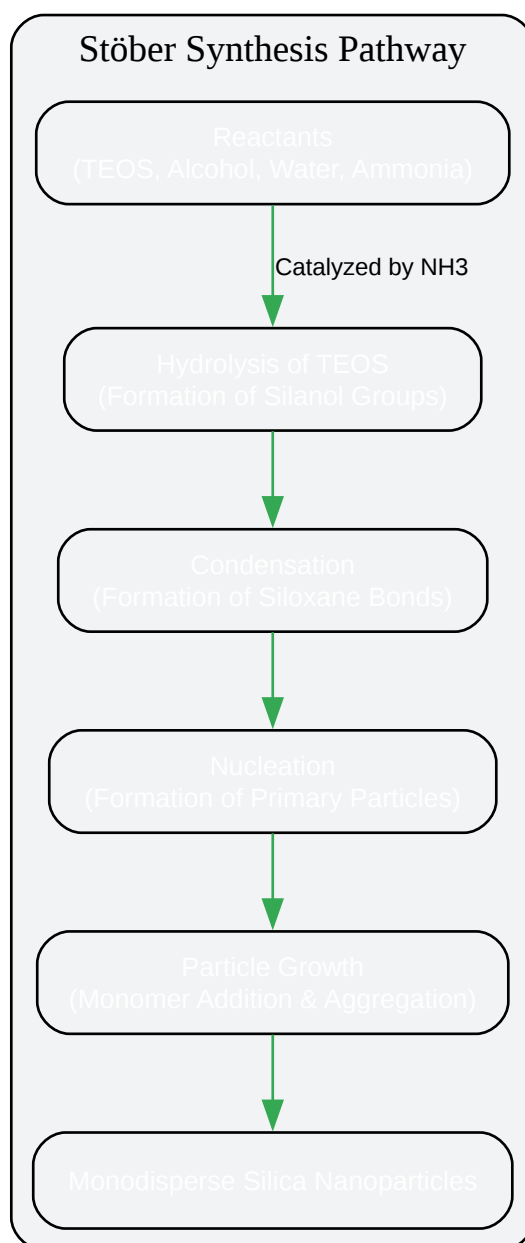 Stöber Synthesis Pathway
Reactants
(TEOS, Alcohol, Water, Ammonia)
Catalyzed by NH3
Hydrolysis of TEOS
(Formation of Silanol Groups)
Condensation
(Formation of Siloxane Bonds)
Nucleation
(Formation of Primary Particles)
Particle Growth
(Monomer Addition & Aggregation)
Monodisperse Silica Nanoparticles